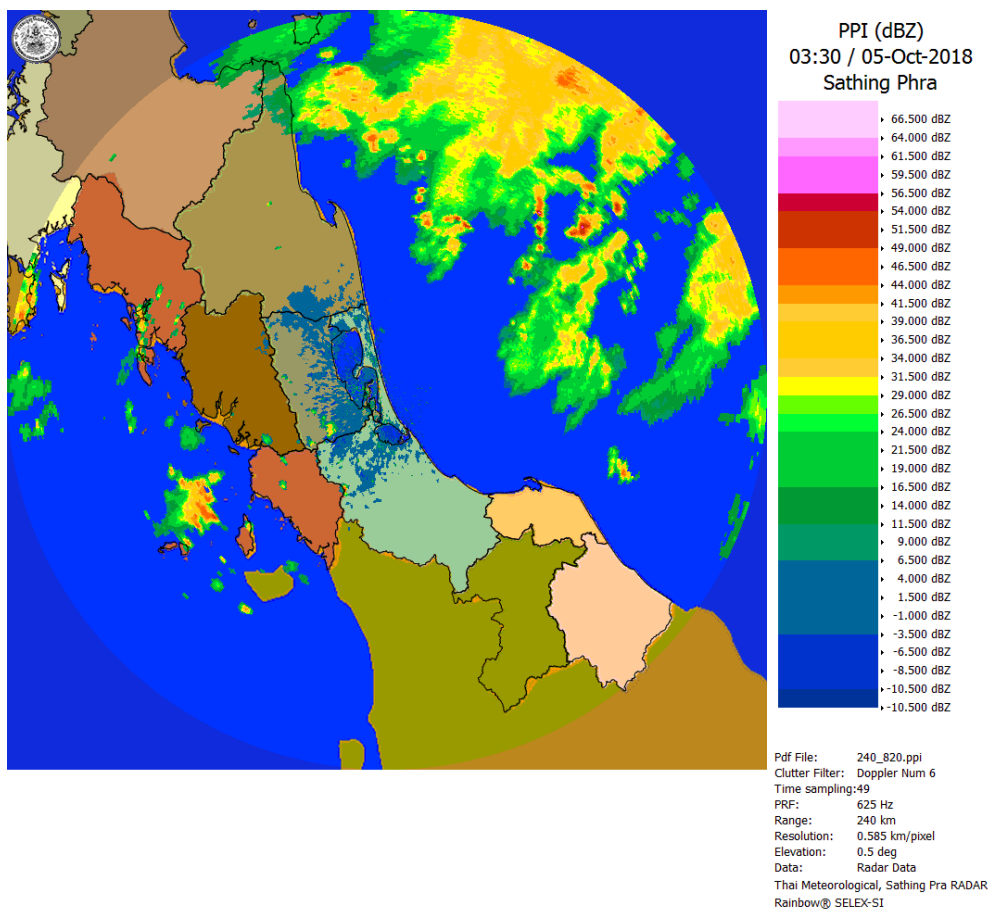 PPI (dBZ)
03:30 / 05-Oct-2018
Sathing Phra
66.500 dBZ
64.000 dBZ
61.500 dBZ
59.500 dBZ
56.500 dBZ
54.000 dBZ
51.500 dBZ
49.000 dBZ
46.500 dBZ
44.000 dBZ
41.500 dBZ
39.000 dBZ
36.500 dBZ
34.000 dBZ
31.500 dBZ
29.000 dBZ
26.500 dBZ
24.000 dBZ
21.500 dBZ
19.000 dBZ
16.500 dBZ
14.000 dBZ
11.500 dBZ
9.000 dBZ
6.500 dBZ
4.000 dBZ
1.500 dBZ
-1.000 dBZ
-3.500 dBZ
-6.500 dBZ
-8.500 dBZ
-10.500 dBZ
-10.500 dBZ
Pdf File: 240_820.ppi
Clutter Filter: Doppler Num 6
Time sampling:49
PRF: 625 Hz
Range: 240 km
Resolution: 0.585 km/pixel
Elevation: 0.5 deg
Data: Radar Data
Thai Meteorological, Sathing Pra RADAR
Rainbow® SELEX-SI